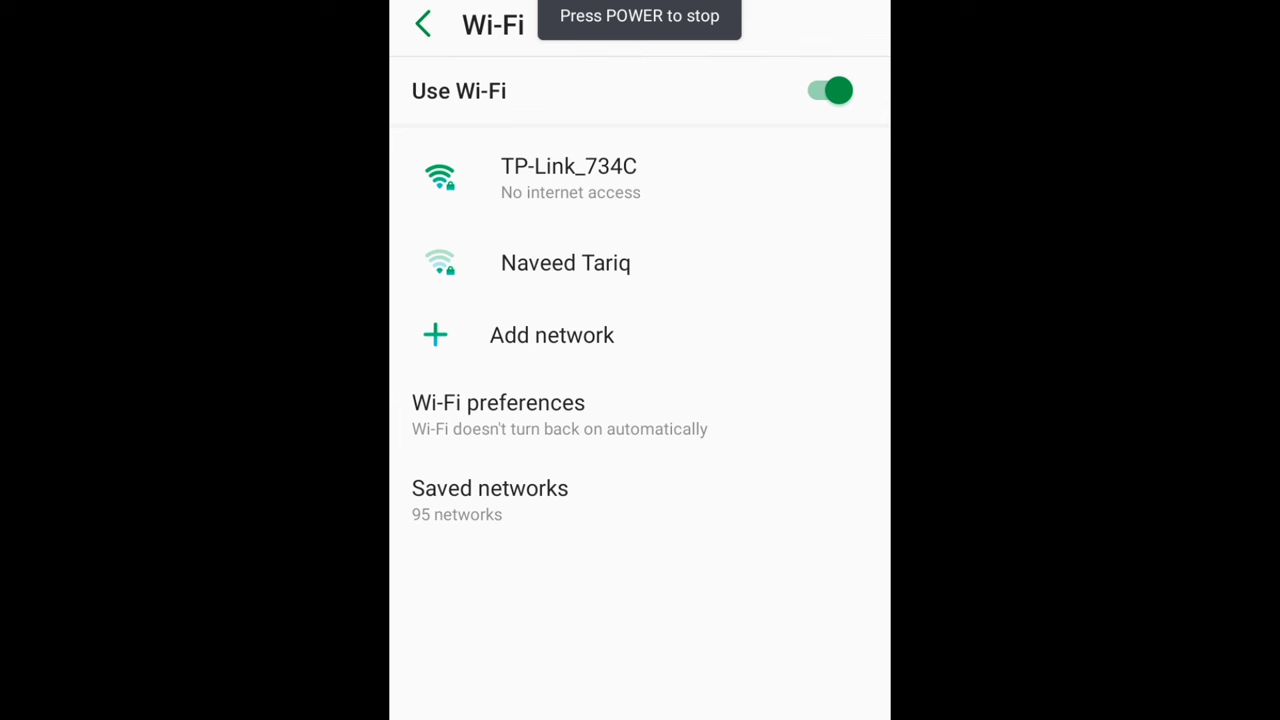 Wi-Fi
Press POWER to stop
Use Wi-Fi
TP-Link_734C
No internet access
Naveed Tariq
Add network
Wi-Fi preferences
Wi-Fi doesn't turn back on automatically
Saved networks
95 networks